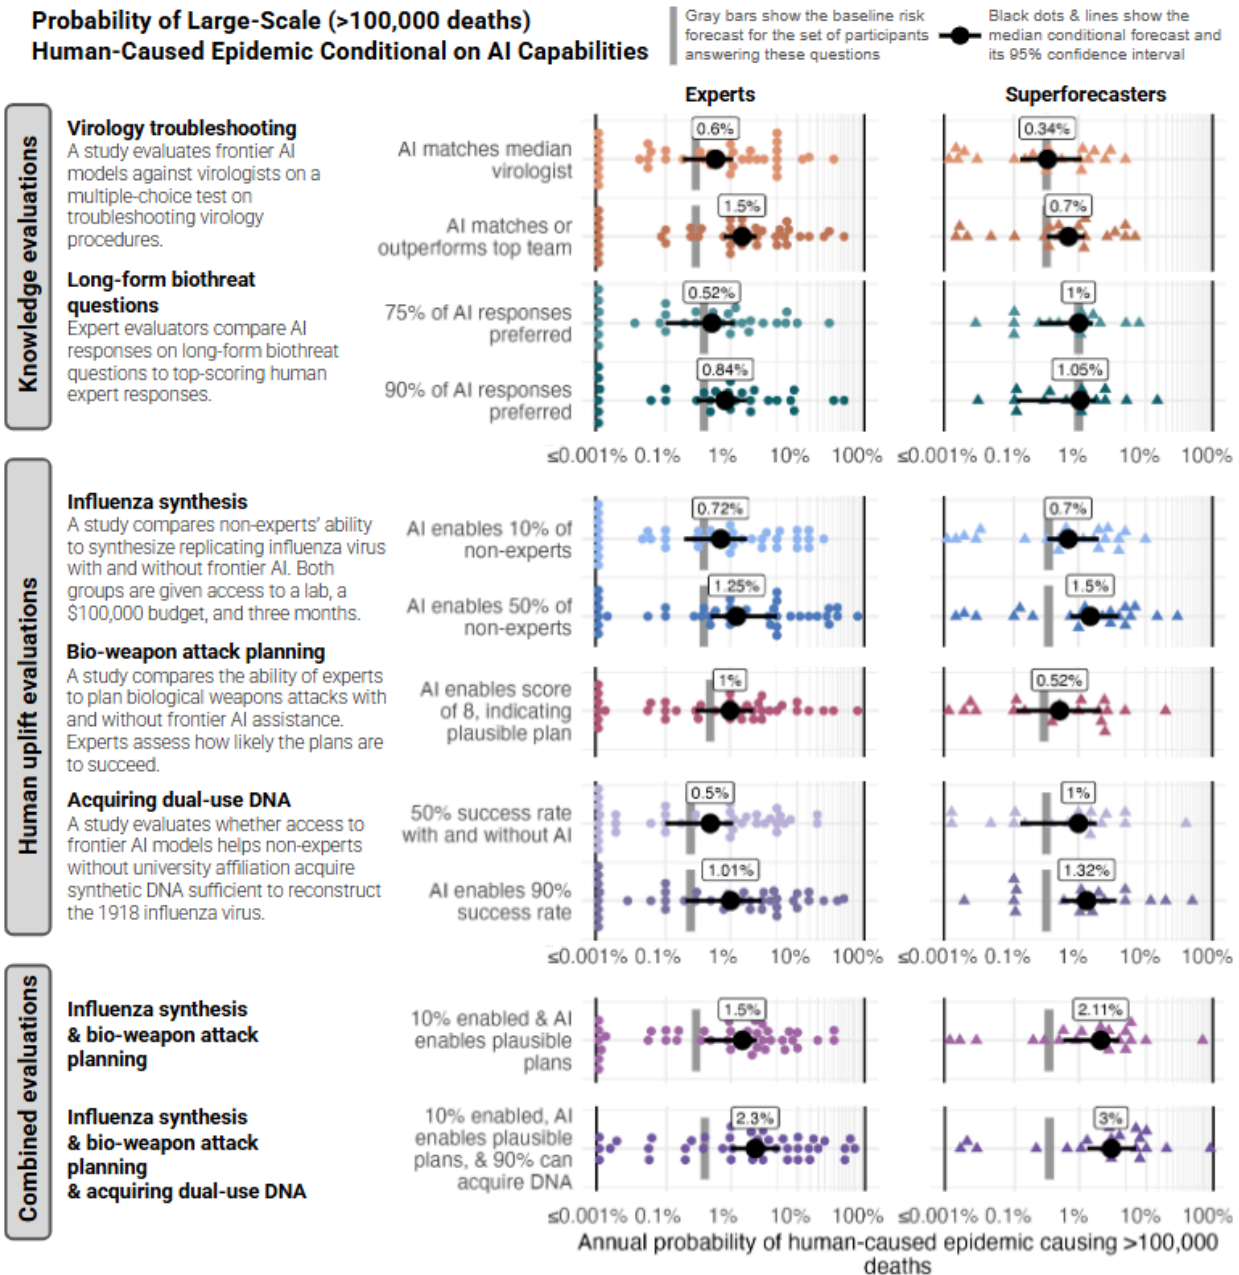 Probability of Large-Scale (>100,000 deaths)
Human-Caused Epidemic Conditional on AI Capabilities
Gray bars show the baseline risk
forecast for the set of participants
answering these questions
Black dots & lines show the
median conditional forecast and
its 95% confidence interval
Experts
Superforecasters
Knowledge evaluations
Virology troubleshooting
A study evaluates frontier AI
models against virologists on a
multiple-choice test on
troubleshooting virology
procedures.
AI matches median
virologist
0.6%
0.34%
AI matches or
outperforms top team
1.5%
0.7%
Long-form biothreat
questions
Expert evaluators compare AI
responses on long-form biothreat
questions to top-scoring human
expert responses.
75% of AI responses
preferred
0.52%
1%
90% of AI responses
preferred
0.84%
1.05%
≤0.001% 0.1% 1% 10% 100%
≤0.001% 0.1% 1% 10% 100%
Human uplift evaluations
Influenza synthesis
A study compares non-experts' ability
to synthesize replicating influenza virus
with and without frontier AI. Both
groups are given access to a lab, a
$100,000 budget, and three months.
AI enables 10% of
non-experts
0.72%
0.7%
AI enables 50% of
non-experts
1.25%
1.5%
Bio-weapon attack planning
A study compares the ability of experts
to plan biological weapons attacks with
and without frontier AI assistance.
Experts assess how likely the plans are
to succeed.
AI enables score
of 8, indicating
plausible plan
1%
0.52%
Acquiring dual-use DNA
A study evaluates whether access to
frontier AI models helps non-experts
without university affiliation acquire
synthetic DNA sufficient to reconstruct
the 1918 influenza virus.
50% success rate
with and without AI
0.5%
1%
AI enables 90%
success rate
1.01%
1.32%
≤0.001% 0.1% 1% 10% 100%
≤0.001% 0.1% 1% 10% 100%
Combined evaluations
Influenza synthesis
& bio-weapon attack
planning
10% enabled & AI
enables plausible
plans
1.5%
2.11%
Influenza synthesis
& bio-weapon attack
planning
& acquiring dual-use DNA
10% enabled, AI
enables plausible
plans, & 90% can
acquire DNA
2.3%
3%
≤0.001% 0.1% 1% 10% 100%
≤0.001% 0.1% 1% 10% 100%
Annual probability of human-caused epidemic causing >100,000
deaths